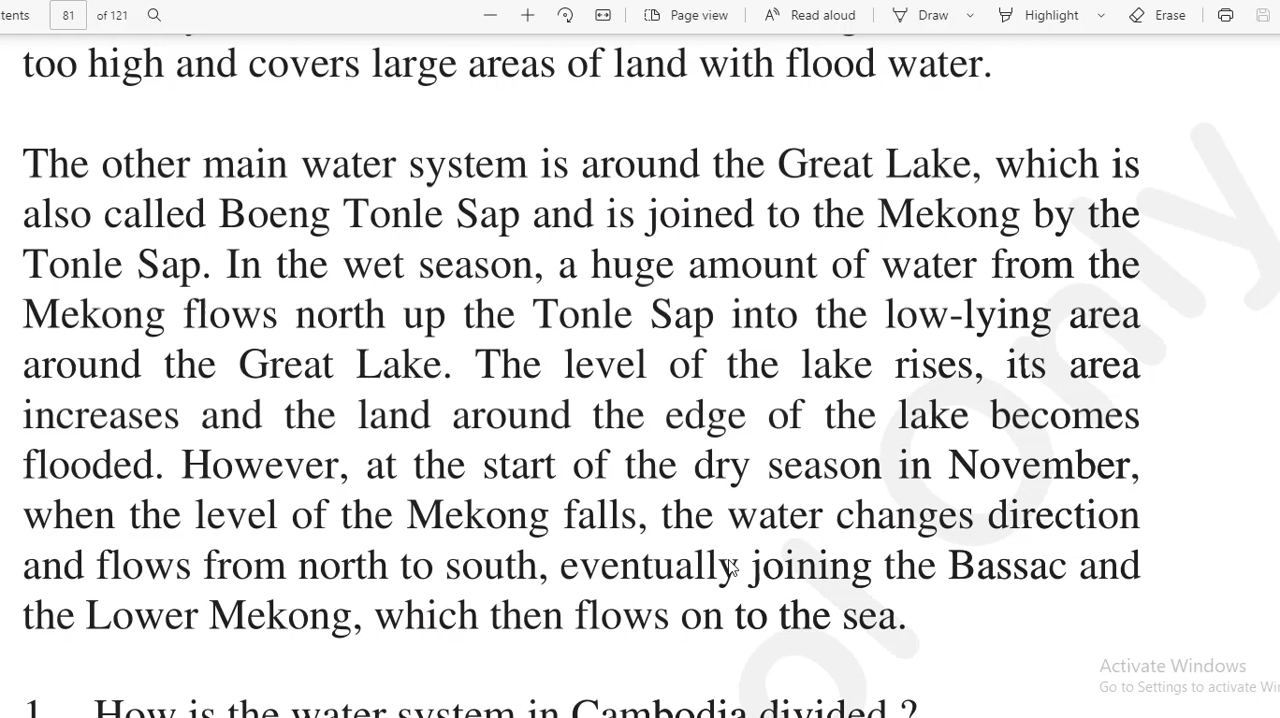 tents 81 of 121 Page view Read aloud Draw Highlight Erase
too high and covers large areas of land with flood water.
The other main water system is around the Great Lake, which is
also called Boeng Tonle Sap and is joined to the Mekong by the
Tonle Sap. In the wet season, a huge amount of water from the
Mekong flows north up the Tonle Sap into the low-lying area
around the Great Lake. The level of the lake rises, its area
increases and the land around the edge of the lake becomes
flooded. However, at the start of the dry season in November,
when the level of the Mekong falls, the water changes direction
and flows from north to south, eventually joining the Bassac and
the Lower Mekong, which then flows on to the sea.
Activate Windows
Go to Settings to activate Wi
1. How is the water system in Cambodia divided ?